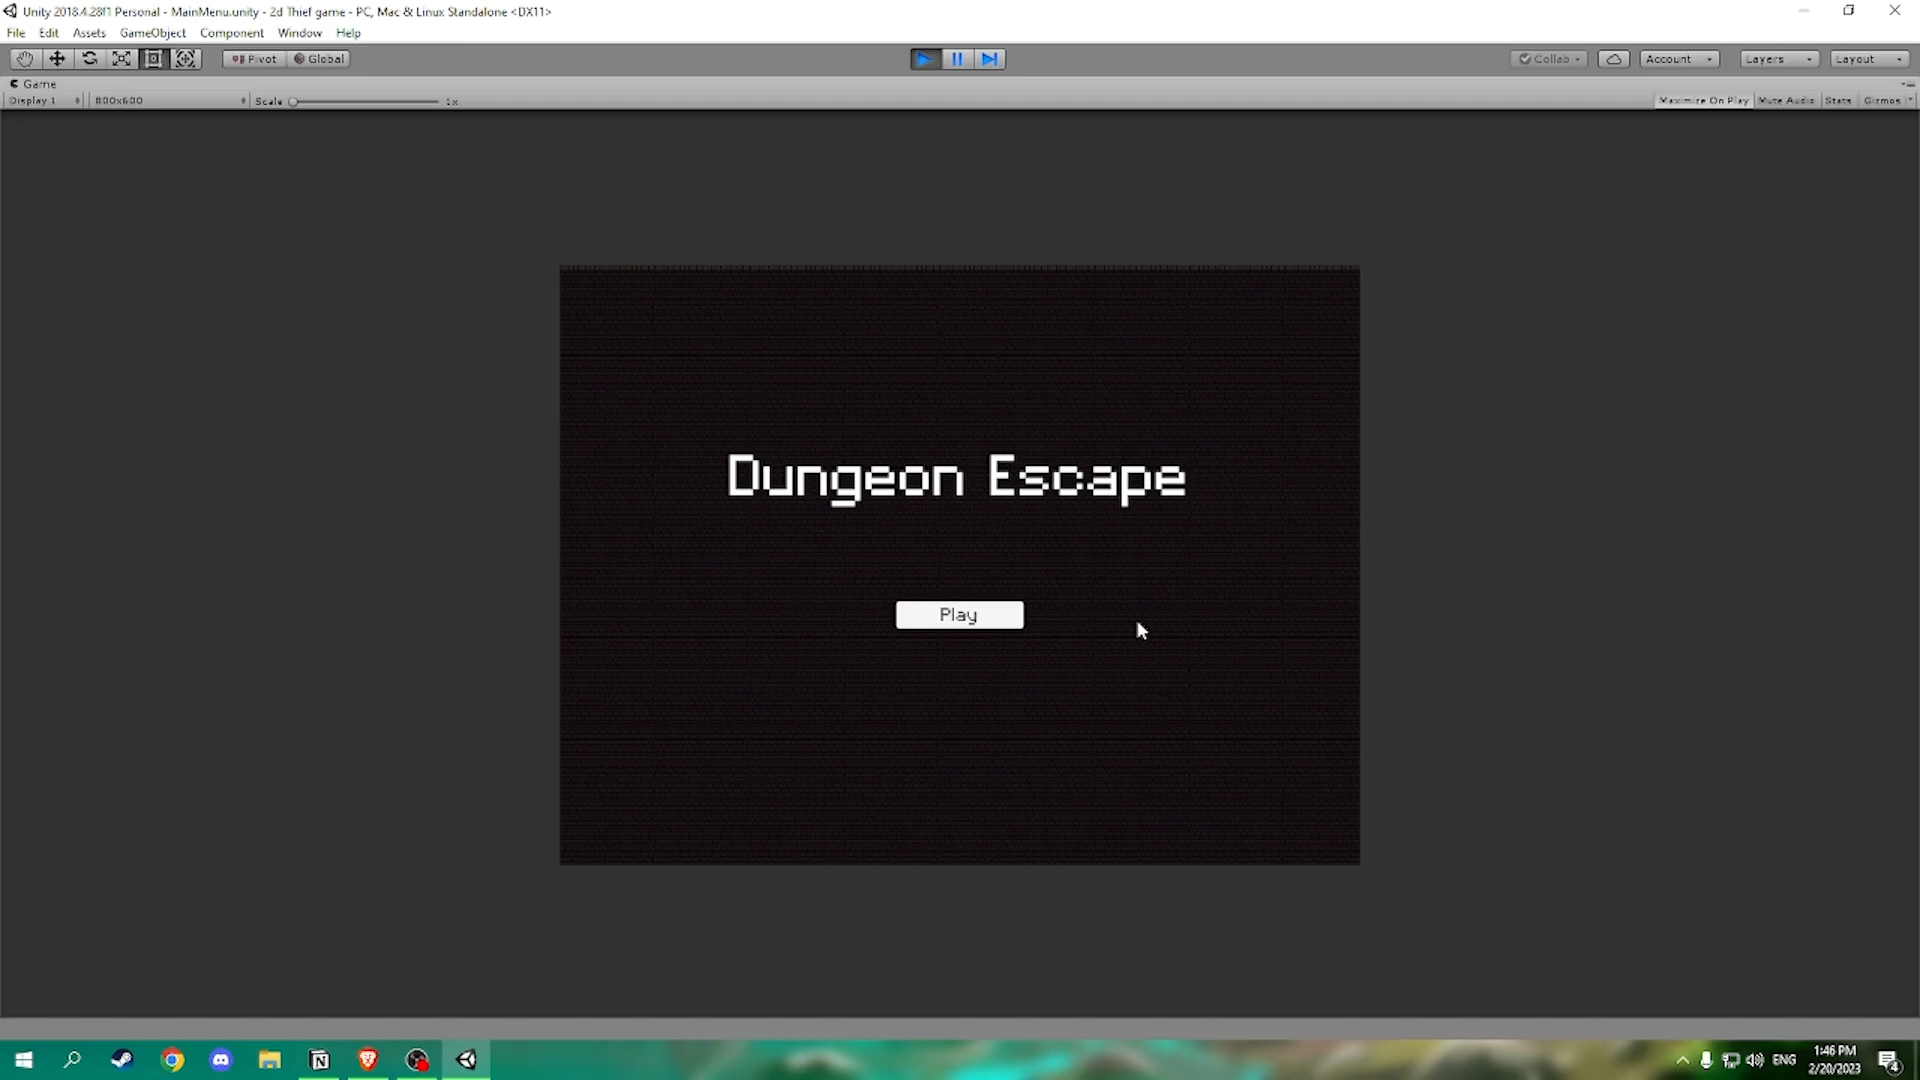 Unity 2018.4.28f1 Personal - MainMenu.unity - 2d Thief game - PC, Mac & Linux Standalone <DX11>
File Edit Assets GameObject Component Window Help
Pivot Global Collab Account Layers Layout
Game
Display 1 800x600 Scale 1x Maximize On Play Mute Audio Stats Gizmos
Dungeon Escape
Play
ENG 1:46 PM
2/20/2023 4